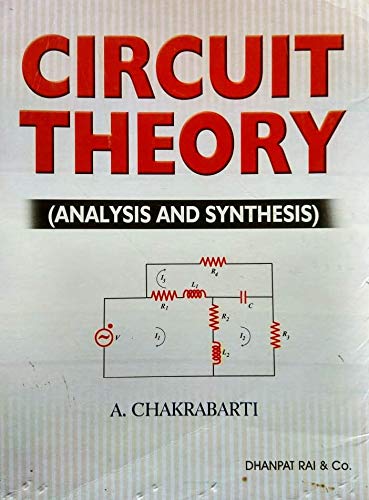 CIRCUIT
THEORY
(ANALYSIS AND SYNTHESIS)
R4
I3
L1
R1
C
R2
V
I1
I2
R3
L2
A. CHAKRABARTI
DHANPAT RAI & Co.